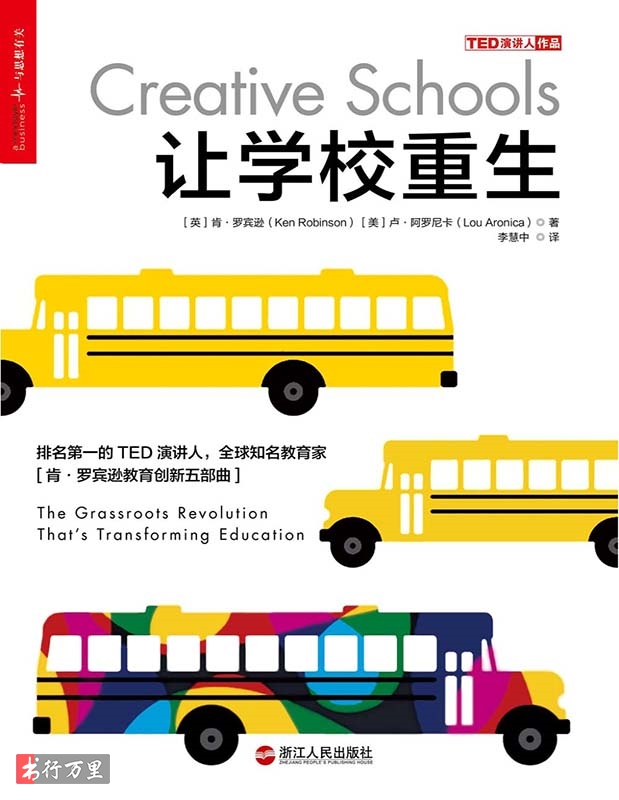 与思想有关
business
TED演讲人作品
Creative Schools
让学校重生
［英］肯·罗宾逊（Ken Robinson）［美］卢·阿罗尼卡（Lou Aronica）◎ 著
李慧中 ◎ 译
排名第一的 TED 演讲人，全球知名教育家
［肯·罗宾逊教育创新五部曲］
The Grassroots Revolution
That's Transforming Education
浙江人民出版社
ZHEJIANG PEOPLE'S PUBLISHING HOUSE
书行万里